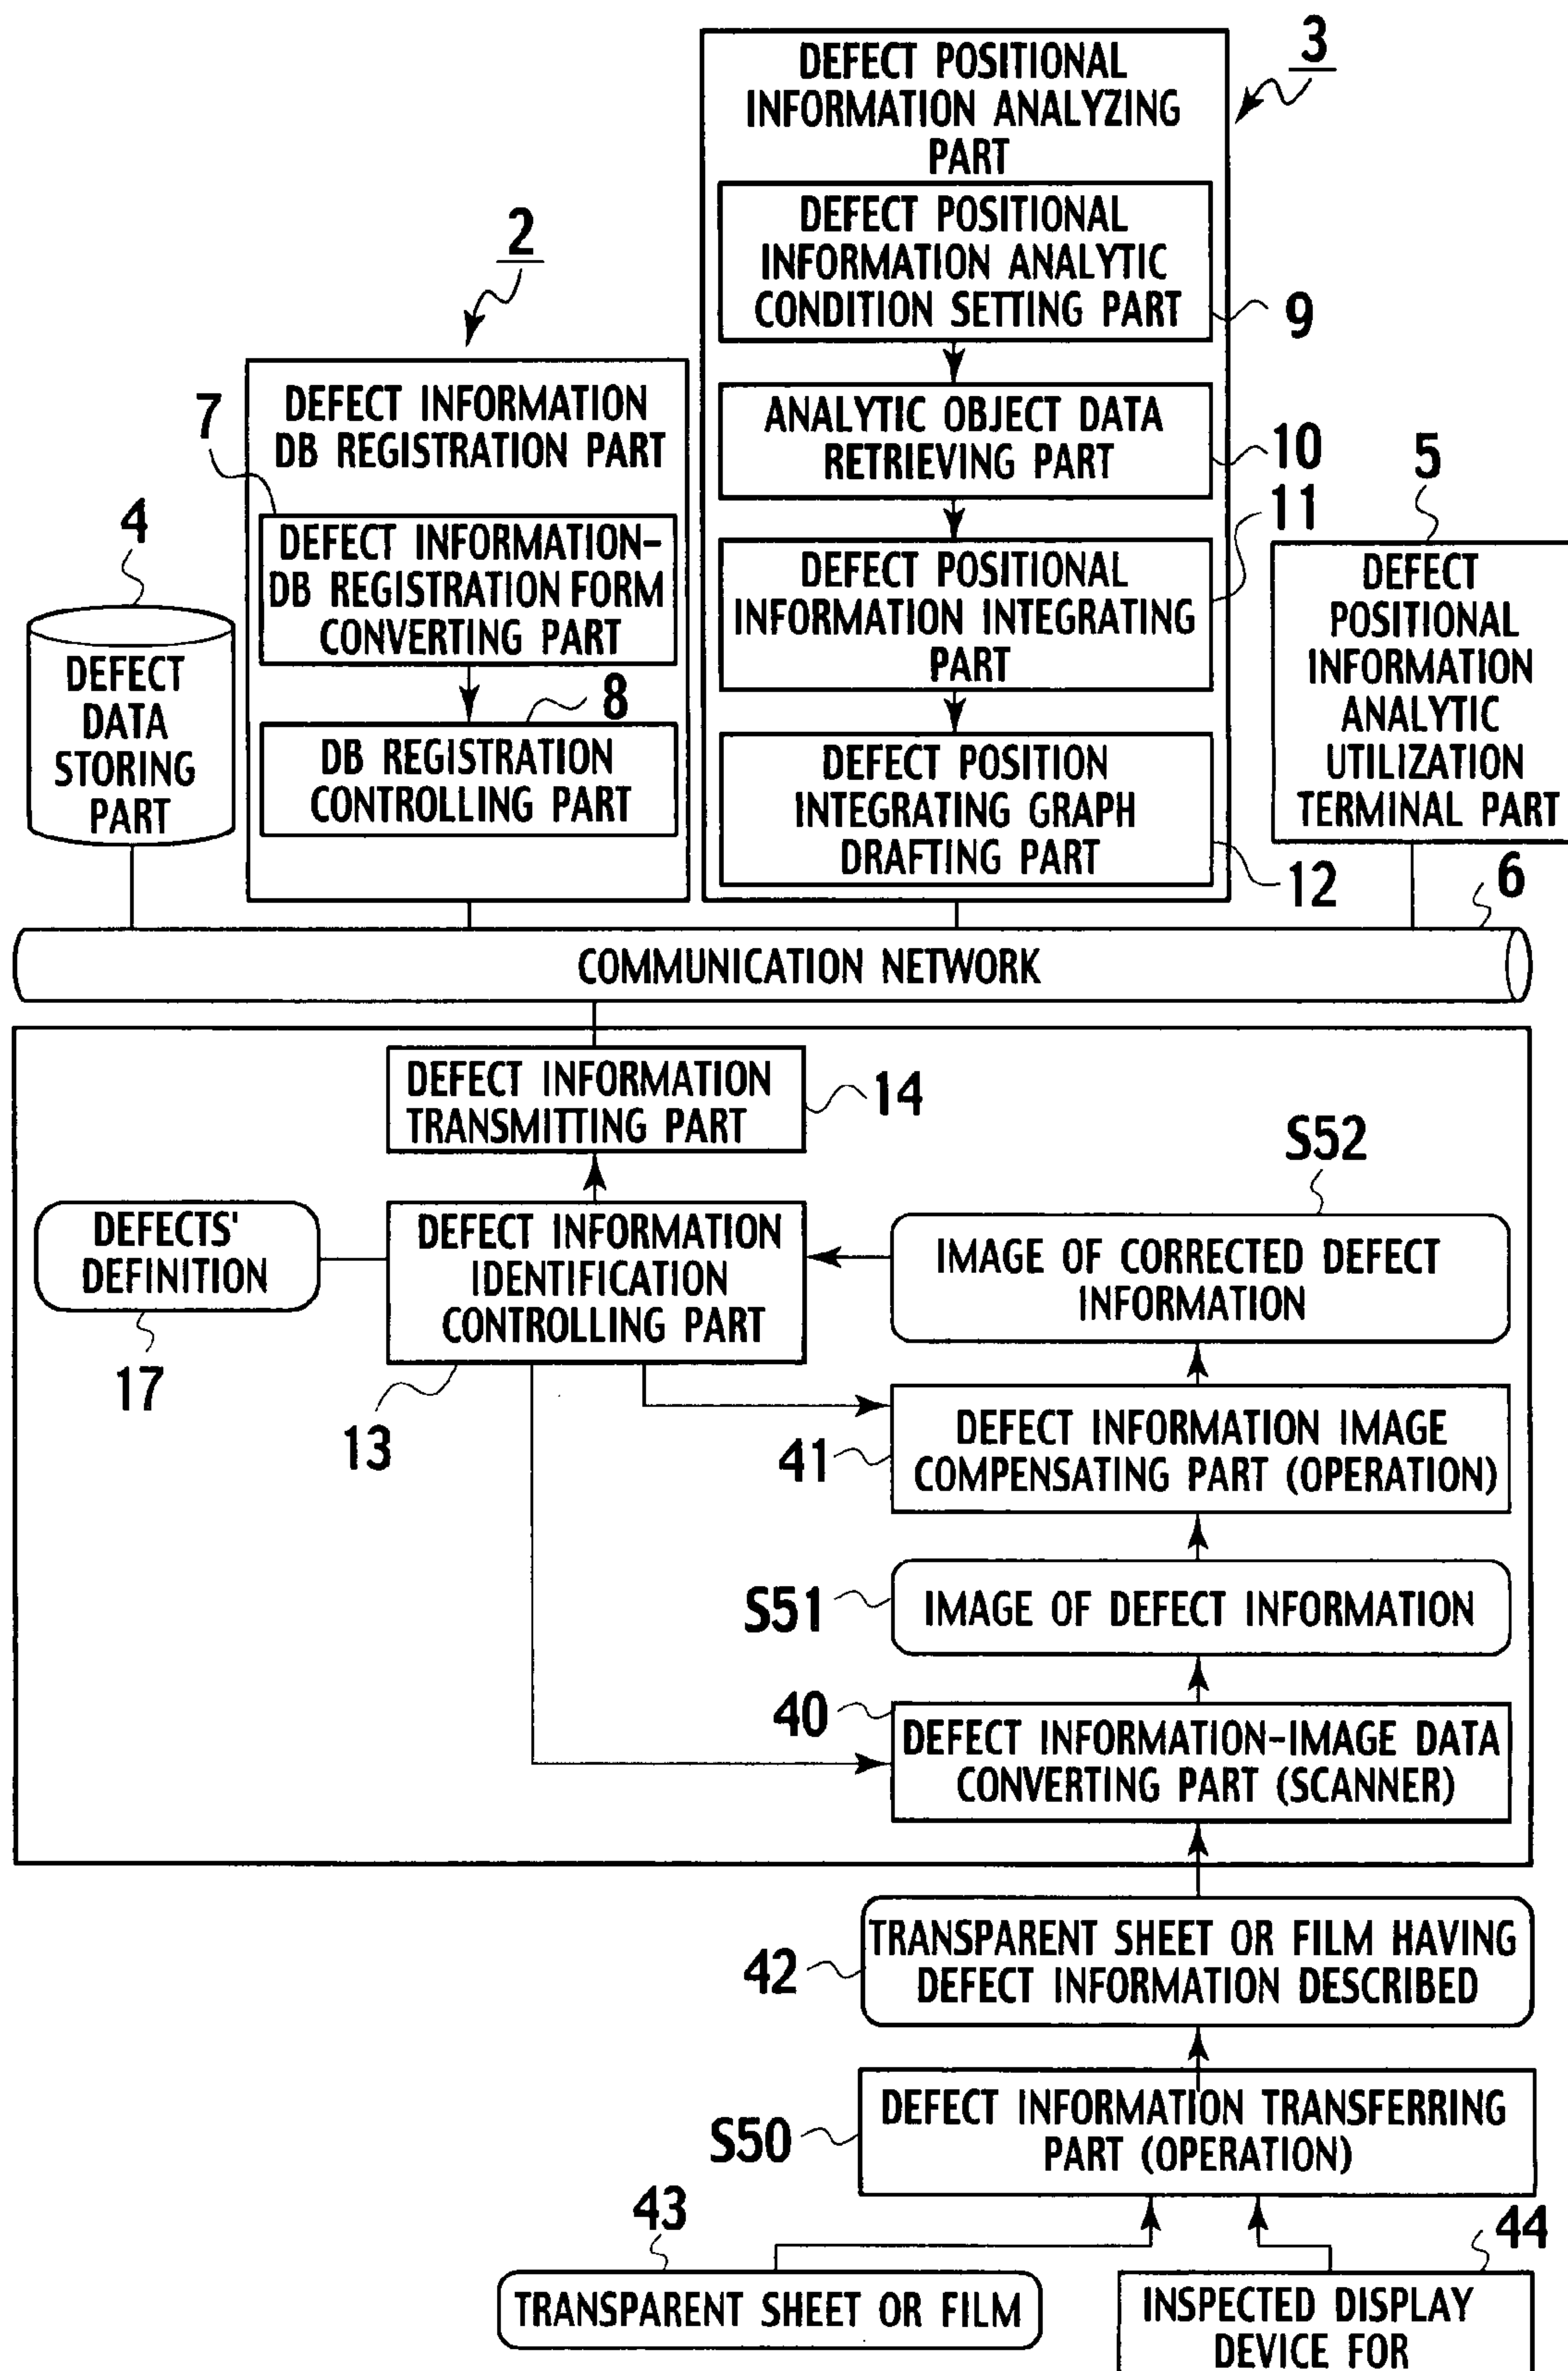 3
DEFECT POSITIONAL
INFORMATION ANALYZING
PART
DEFECT POSITIONAL
INFORMATION ANALYTIC
CONDITION SETTING PART
9
ANALYTIC OBJECT DATA
RETRIEVING PART
10
DEFECT POSITIONAL
INFORMATION INTEGRATING
PART
11
DEFECT POSITION
INTEGRATING GRAPH
DRAFTING PART
12
2
DEFECT INFORMATION
DB REGISTRATION PART
7
DEFECT INFORMATION-
DB REGISTRATION FORM
CONVERTING PART
8
DB REGISTRATION
CONTROLLING PART
4
DEFECT
DATA
STORING
PART
5
DEFECT
POSITIONAL
INFORMATION
ANALYTIC
UTILIZATION
TERMINAL PART
6
COMMUNICATION NETWORK
DEFECT INFORMATION
TRANSMITTING PART
14
DEFECTS'
DEFINITION
17
DEFECT INFORMATION
IDENTIFICATION
CONTROLLING PART
13
S52
IMAGE OF CORRECTED DEFECT
INFORMATION
41
DEFECT INFORMATION IMAGE
COMPENSATING PART (OPERATION)
S51
IMAGE OF DEFECT INFORMATION
40
DEFECT INFORMATION-IMAGE DATA
CONVERTING PART (SCANNER)
42
TRANSPARENT SHEET OR FILM HAVING
DEFECT INFORMATION DESCRIBED
S50
DEFECT INFORMATION TRANSFERRING
PART (OPERATION)
43
TRANSPARENT SHEET OR FILM
44
INSPECTED DISPLAY
DEVICE FOR